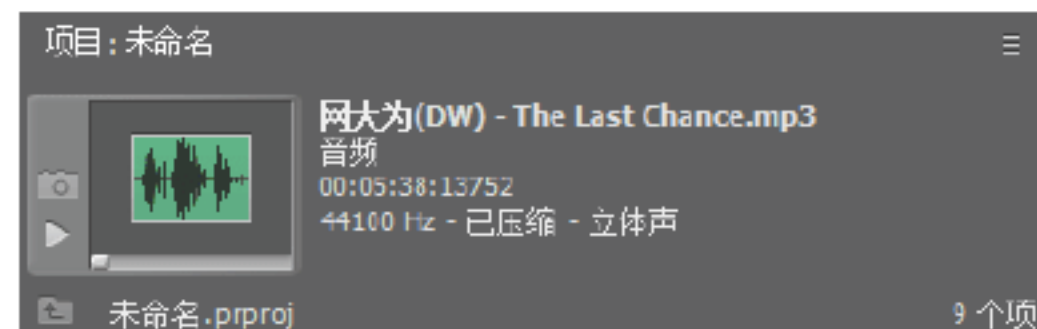 项目: 未命名
网大为(DW) - The Last Chance.mp3
音频
00:05:38:13752
44100 Hz - 已压缩 - 立体声
未命名.prproj
9 个项